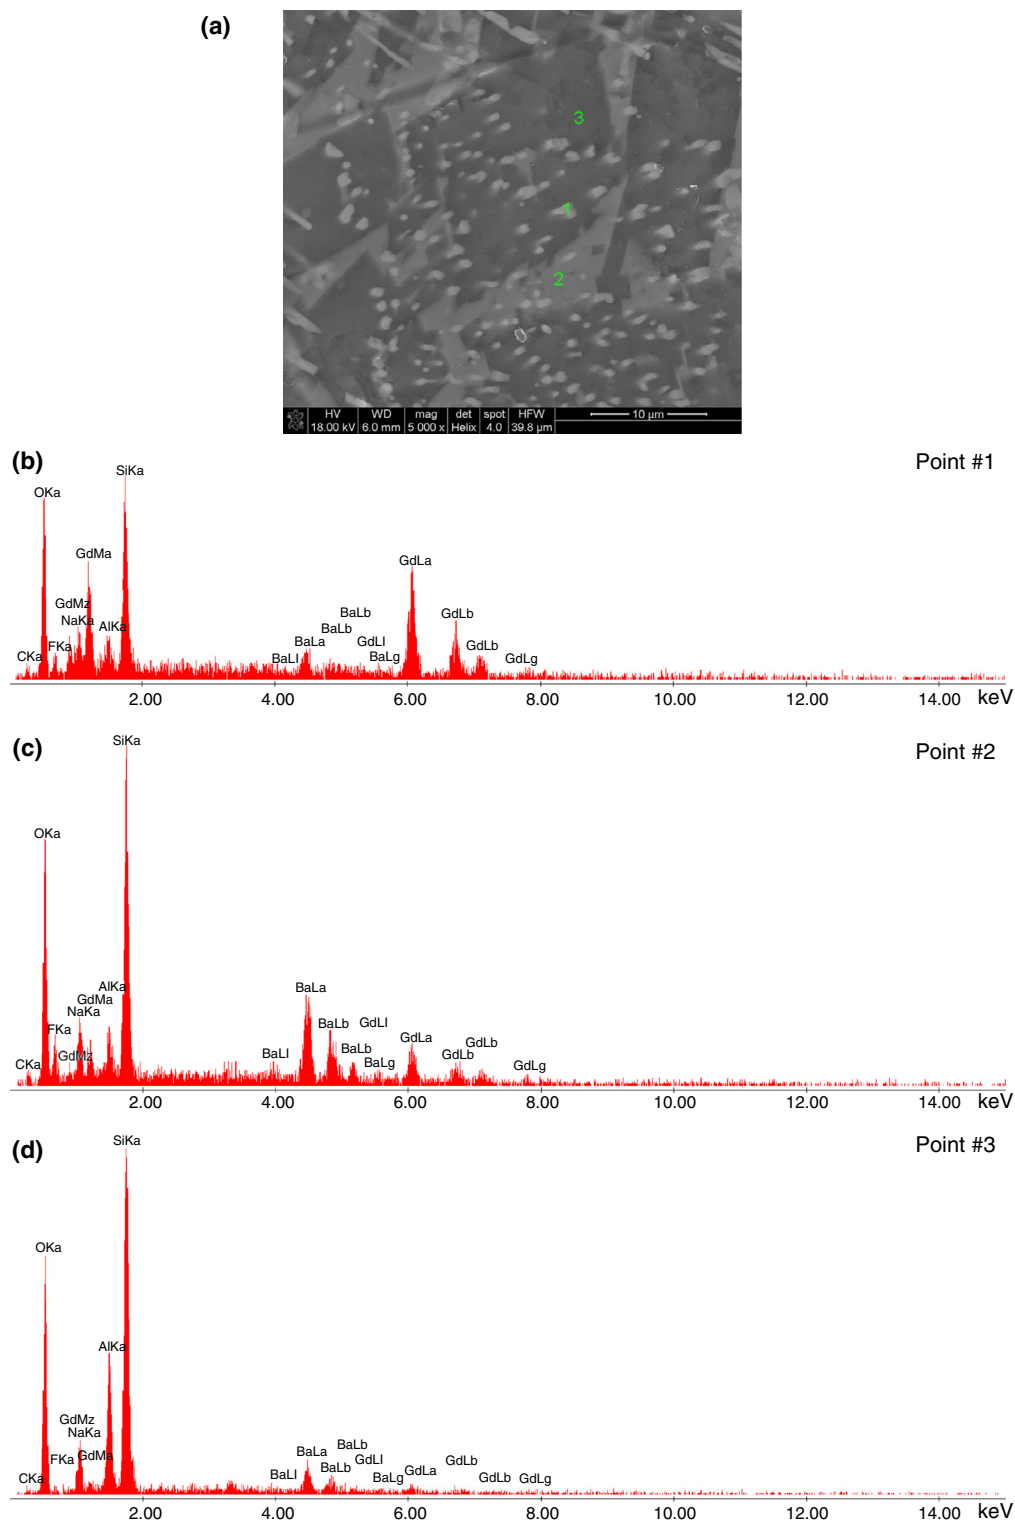 (a)
3
1
2
HV WD mag det spot HFW
18.00 kV 6.0 mm 5 000 x Helix 4.0 39.8 µm
10 µm
(b)
Point #1
SiKa
OKa
GdMa
GdLa
GdMz
BaLb
GdLb
NaKa
AlKa
BaLb
FKa
BaLa
GdLl
GdLb
CKa
BaLl
BaLg
GdLg
2.00 4.00 6.00 8.00 10.00 12.00 14.00 keV
(c)
Point #2
SiKa
OKa
AlKa
BaLa
GdMa
NaKa
BaLb
GdLl
FKa
GdLa
GdLb
BaLb
GdMz
BaLl
GdLb
CKa
BaLg
GdLg
2.00 4.00 6.00 8.00 10.00 12.00 14.00 keV
(d)
Point #3
SiKa
OKa
AlKa
GdMz
NaKa
BaLb
BaLa
GdMa
FKa
GdLl
GdLb
BaLb
GdLa
CKa
BaLl
BaLg
GdLb
GdLg
2.00 4.00 6.00 8.00 10.00 12.00 14.00 keV